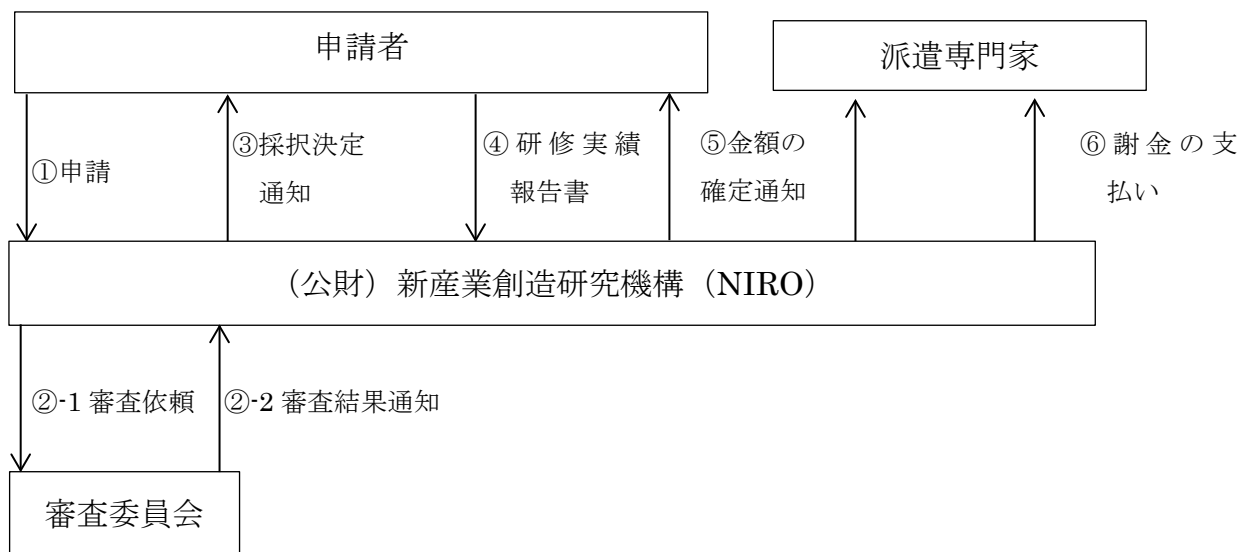 申請者
派遣専門家
①申請
③採択決定
通知
④研修実績
報告書
⑤金額の
確定通知
⑥謝金の支
払い
（公財）新産業創造研究機構（NIRO）
②-1 審査依頼
②-2 審査結果通知
審査委員会